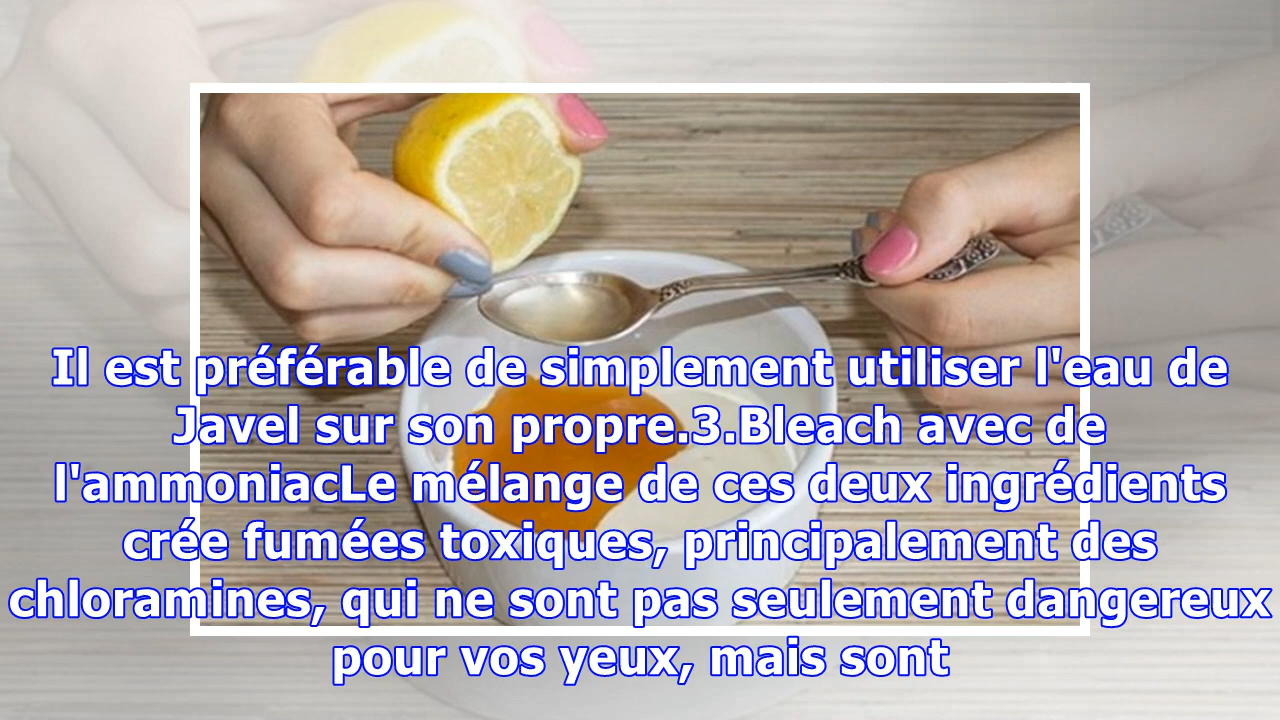 Il est préférable de simplement utiliser l'eau de
Javel sur son propre.3.Bleach avec de
l'ammoniacLe mélange de ces deux ingrédients
crée fumées toxiques, principalement des
chloramines, qui ne sont pas seulement dangereux
pour vos yeux, mais sont